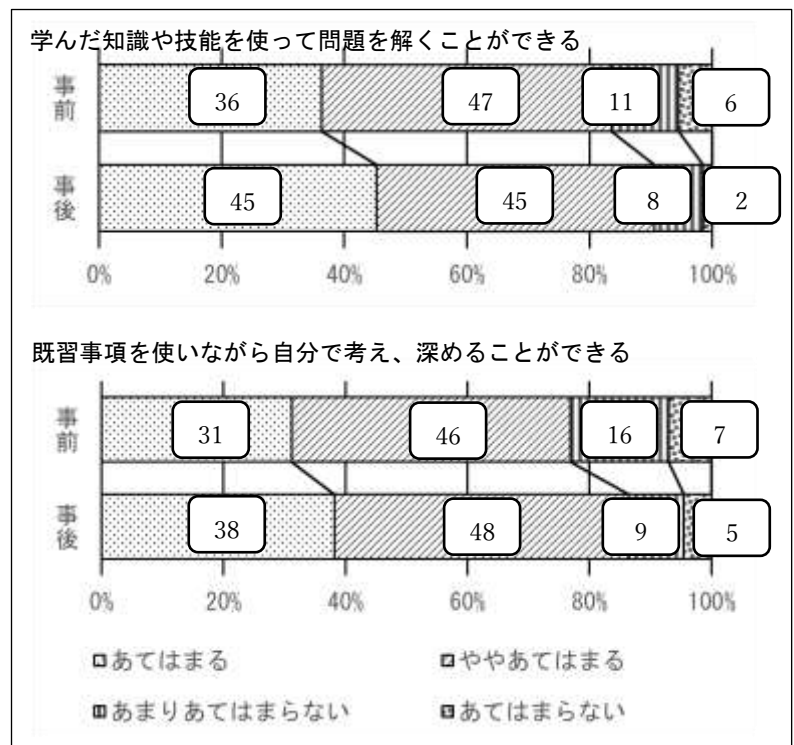 学んだ知識や技能を使って問題を解くことができる
事前
36 47 11 6
事後
45 45 8 2
0% 20% 40% 60% 80% 100%
既習事項を使いながら自分で考え、深めることができる
事前
31 46 16 7
事後
38 48 9 5
0% 20% 40% 60% 80% 100%
あてはまる ややあてはまる
あまりあてはまらない あてはまらない